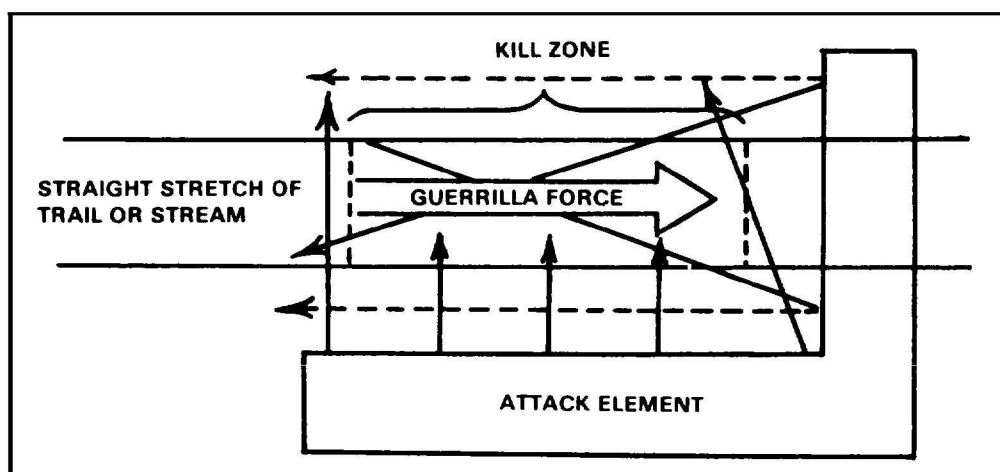 KILL ZONE
STRAIGHT STRETCH OF
TRAIL OR STREAM
GUERRILLA FORCE
ATTACK ELEMENT